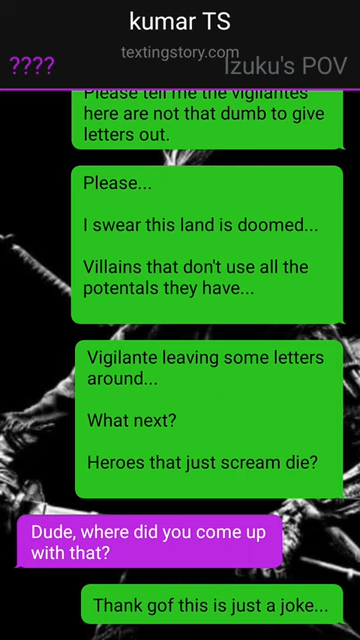 kumar TS
textingstory.com
????
Izuku's POV
Please tell me the vigilantes
here are not that dumb to give
letters out.
Please...
I swear this land is doomed...
Villains that don't use all the
potentals they have...
Vigilante leaving some letters
around...
What next?
Heroes that just scream die?
Dude, where did you come up
with that?
Thank gof this is just a joke...